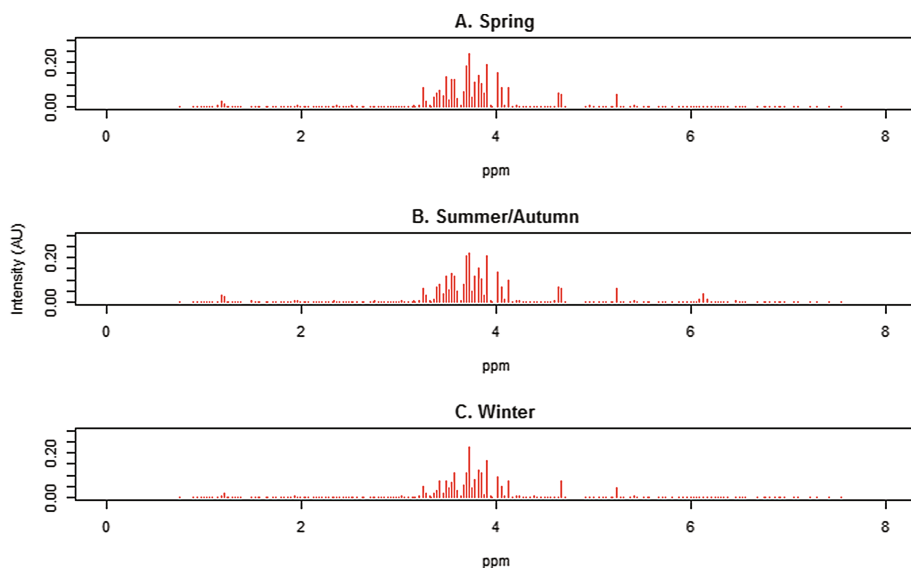 A. Spring
0.20
0.00
0 2 4 6 8
ppm
B. Summer/Autumn
Intensity (AU)
0.20
0.00
0 2 4 6 8
ppm
C. Winter
0.20
0.00
0 2 4 6 8
ppm